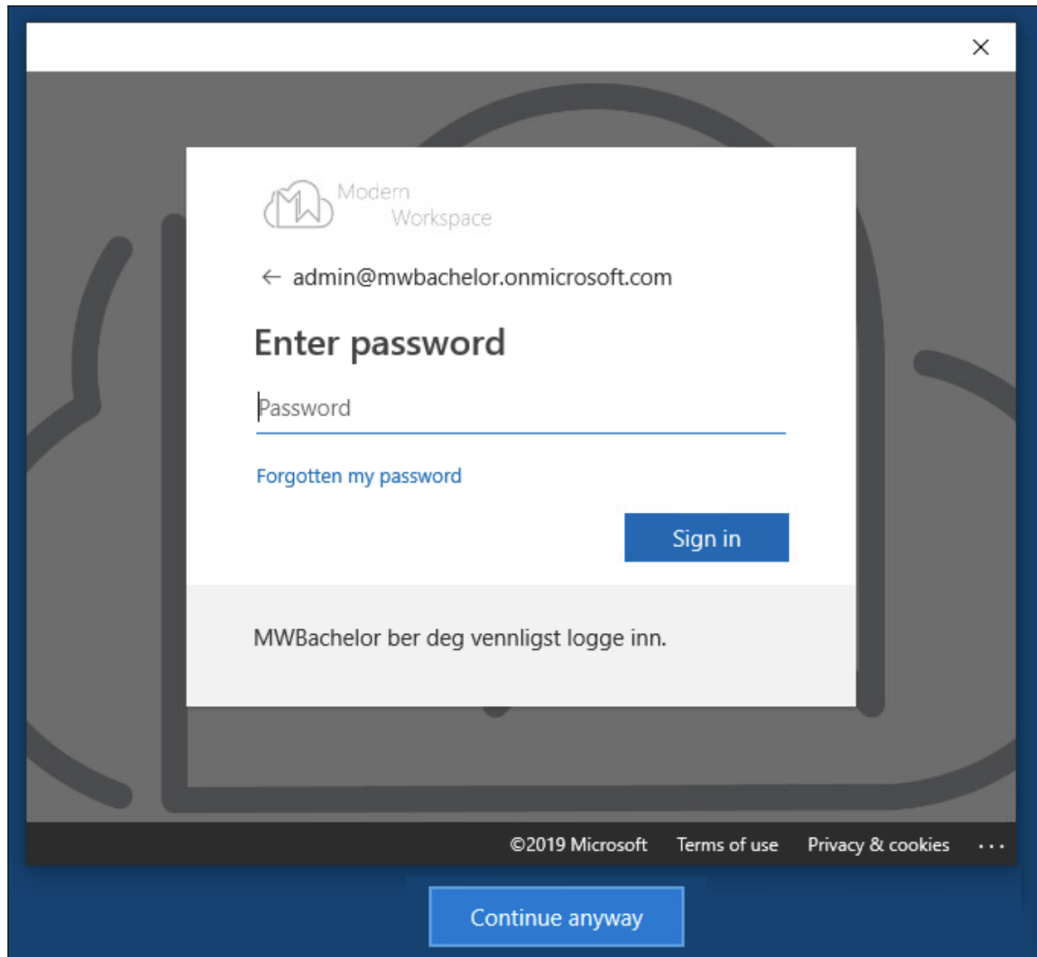 Modern
Workspace
admin@mwbachelor.onmicrosoft.com
Enter password
Password
Forgotten my password
Sign in
MWBachelor ber deg vennligst logge inn.
©2019 Microsoft Terms of use Privacy & cookies ...
Continue anyway